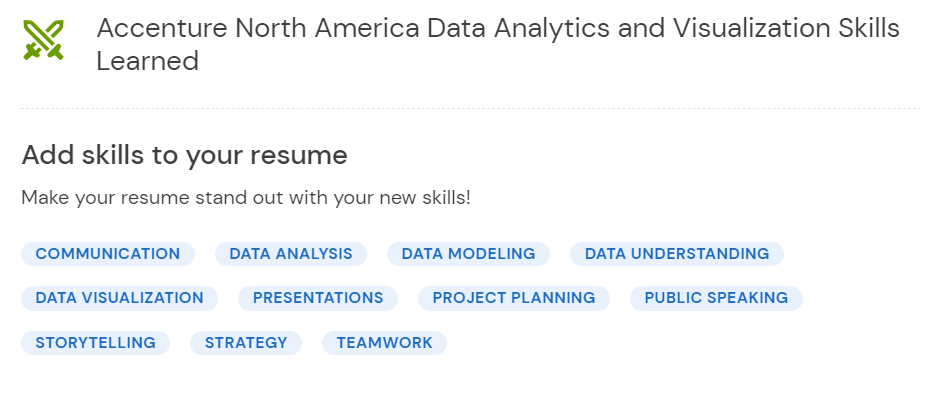 Accenture North America Data Analytics and Visualization Skills
Learned
Add skills to your resume
Make your resume stand out with your new skills!
COMMUNICATION DATA ANALYSIS DATA MODELING DATA UNDERSTANDING
DATA VISUALIZATION PRESENTATIONS PROJECT PLANNING PUBLIC SPEAKING
STORYTELLING STRATEGY TEAMWORK